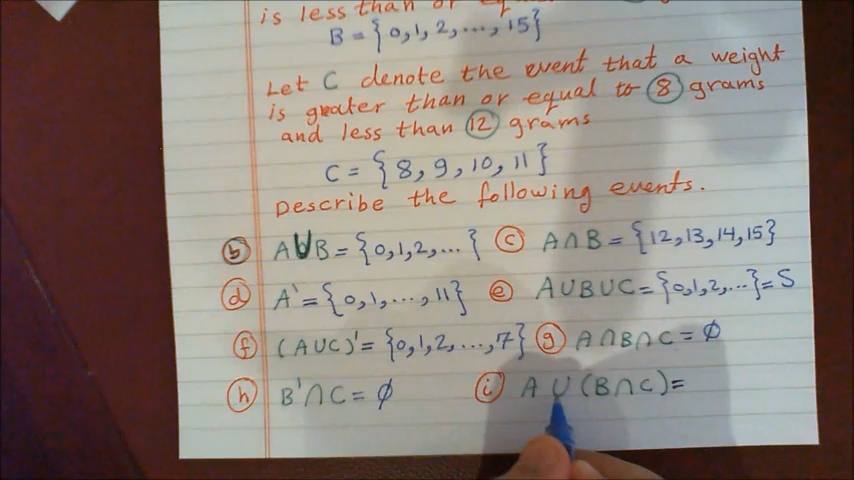 is less than or equ
B = {0,1,2,...,15}
Let C denote the event that a weight
is greater than or equal to 8 grams
and less than 12 grams
C = {8,9,10,11}
Describe the following events.
(b) A∪B = {0,1,2,...} (c) A∩B = {12,13,14,15}
(d) A' = {0,1,...,11} (e) A∪B∪C = {0,1,2,...} = S
(f) (A∪C)' = {0,1,2,...,7} (g) A∩B∩C = ∅
(h) B'∩C = ∅ (i) A∪(B∩C) =